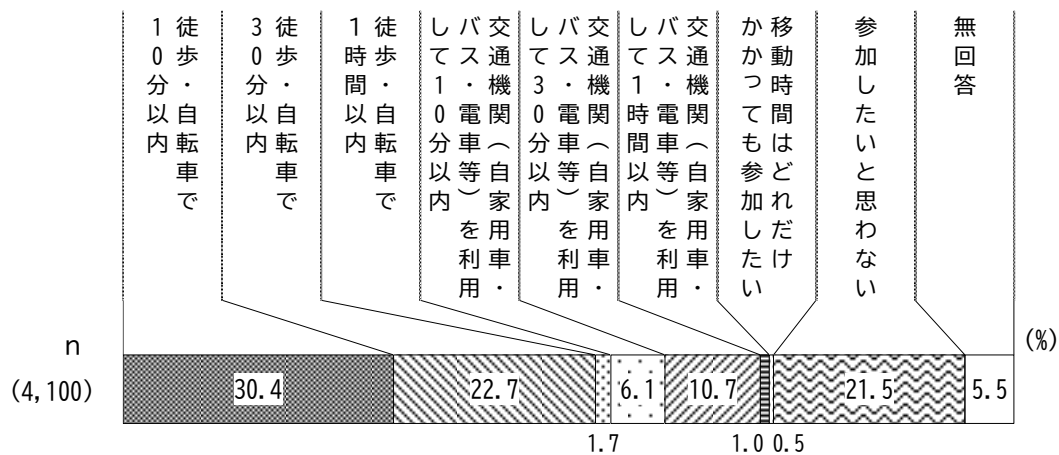 徒歩・自転車で
10分以内
徒歩・自転車で
30分以内
徒歩・自転車で
1時間以内
交通機関（自家用車・
バス・電車等）を利用
して10分以内
交通機関（自家用車・
バス・電車等）を利用
して30分以内
交通機関（自家用車・
バス・電車等）を利用
して1時間以内
移動時間はどれだけ
かかっても参加したい
参加したいと思わない
無回答
n
(%)
(4,100)
30.4
22.7
6.1
10.7
21.5
5.5
1.7
1.0
0.5